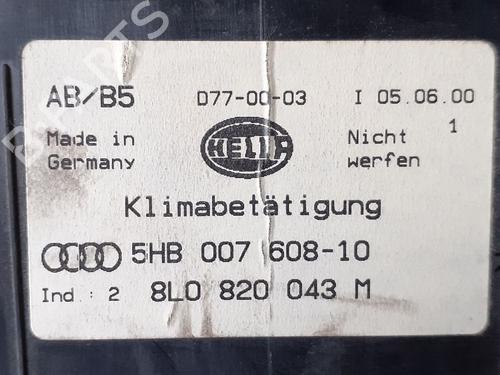 AB/B5 D77-00-03 I 05.06.00
Made in Germany HELLA Nicht 1 werfen
Klimabetätigung
5HB 007 608-10
Ind.: 2 8L0 820 043 M